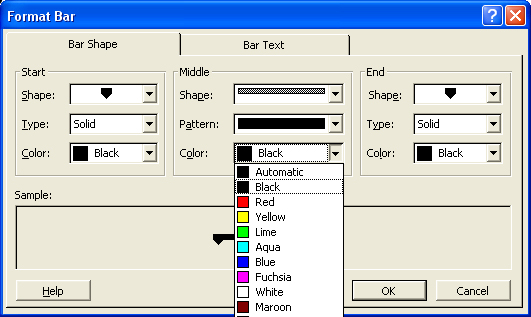 Format Bar
Bar Shape
Bar Text
Start
Shape:
Type: Solid
Color: Black
Middle
Shape:
Pattern:
Color: Black
Automatic
Black
Red
Yellow
Lime
Aqua
Blue
Fuchsia
White
Maroon
End
Shape:
Type: Solid
Color: Black
Sample:
Help
OK
Cancel